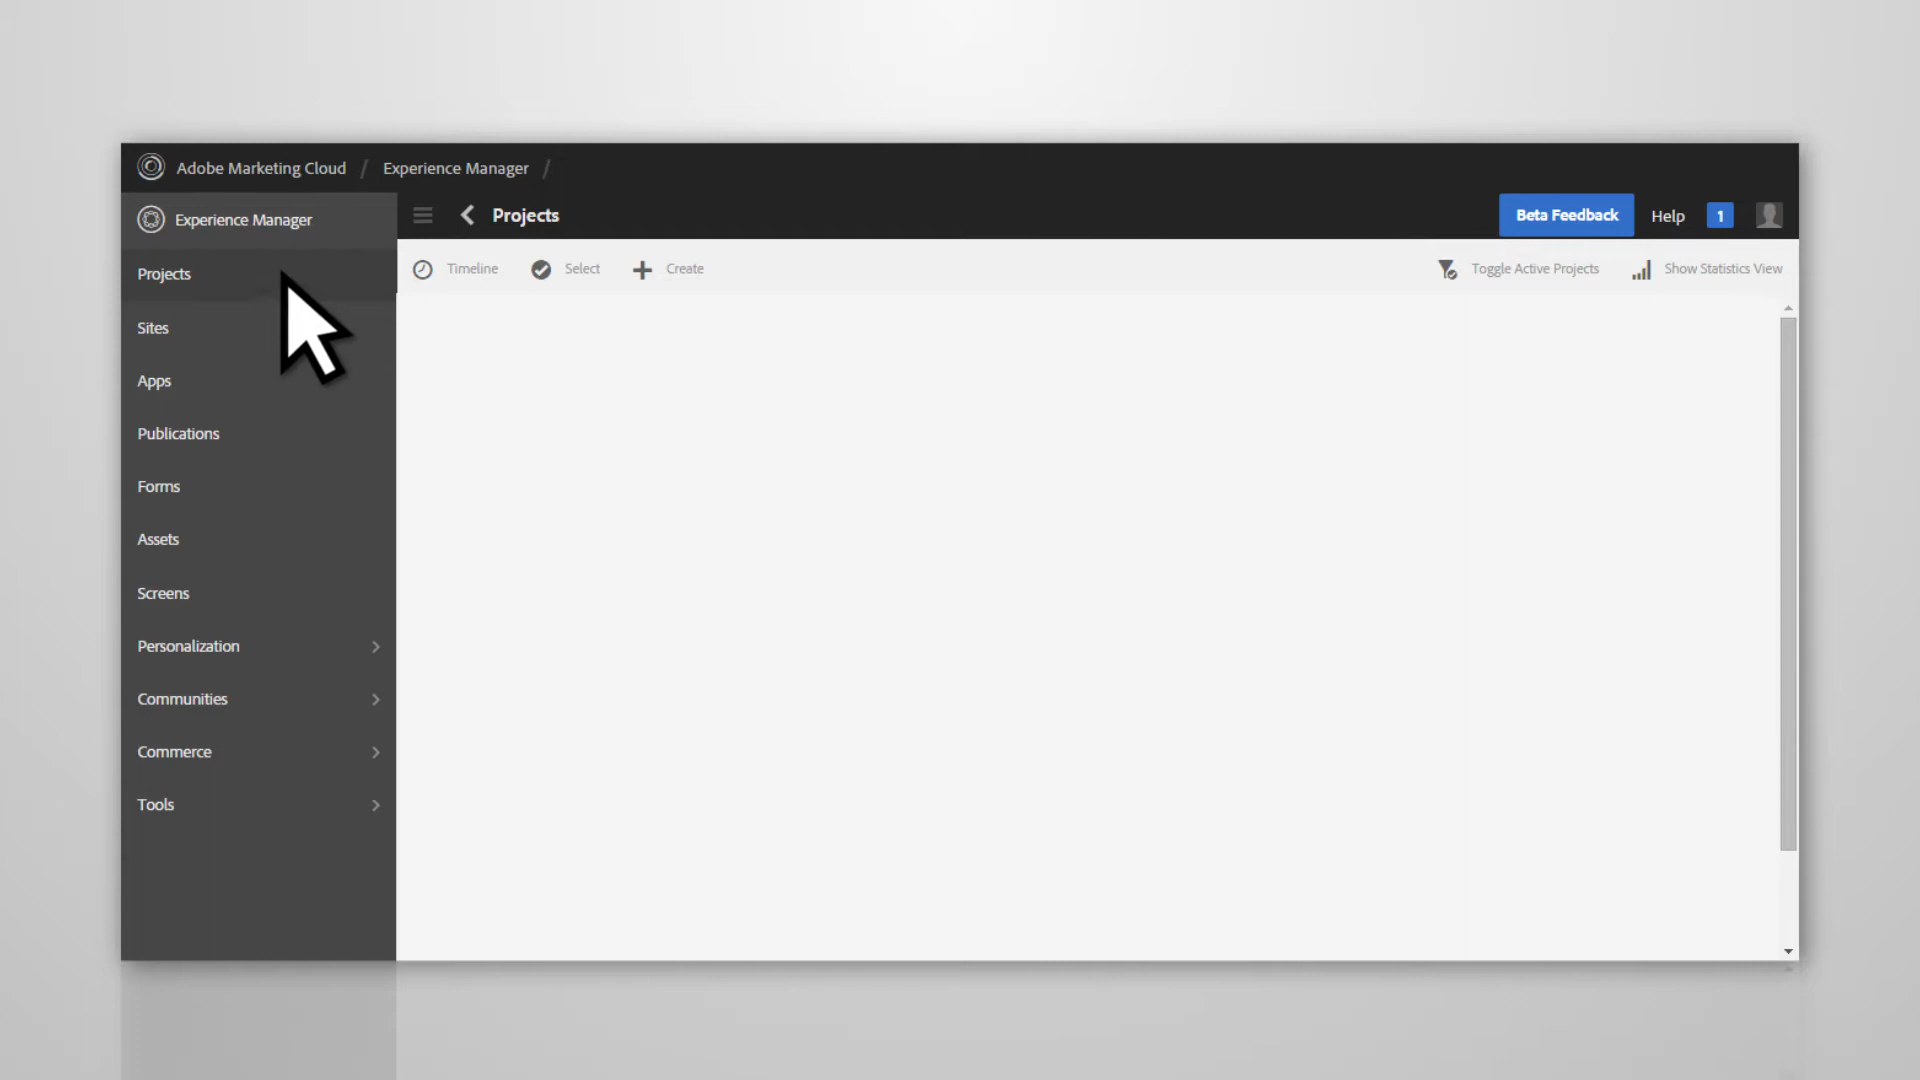 Adobe Marketing Cloud / Experience Manager /
Experience Manager
Projects
Beta Feedback
Help
1
Projects
Timeline
Select
Create
Toggle Active Projects
Show Statistics View
Sites
Apps
Publications
Forms
Assets
Screens
Personalization
Communities
Commerce
Tools